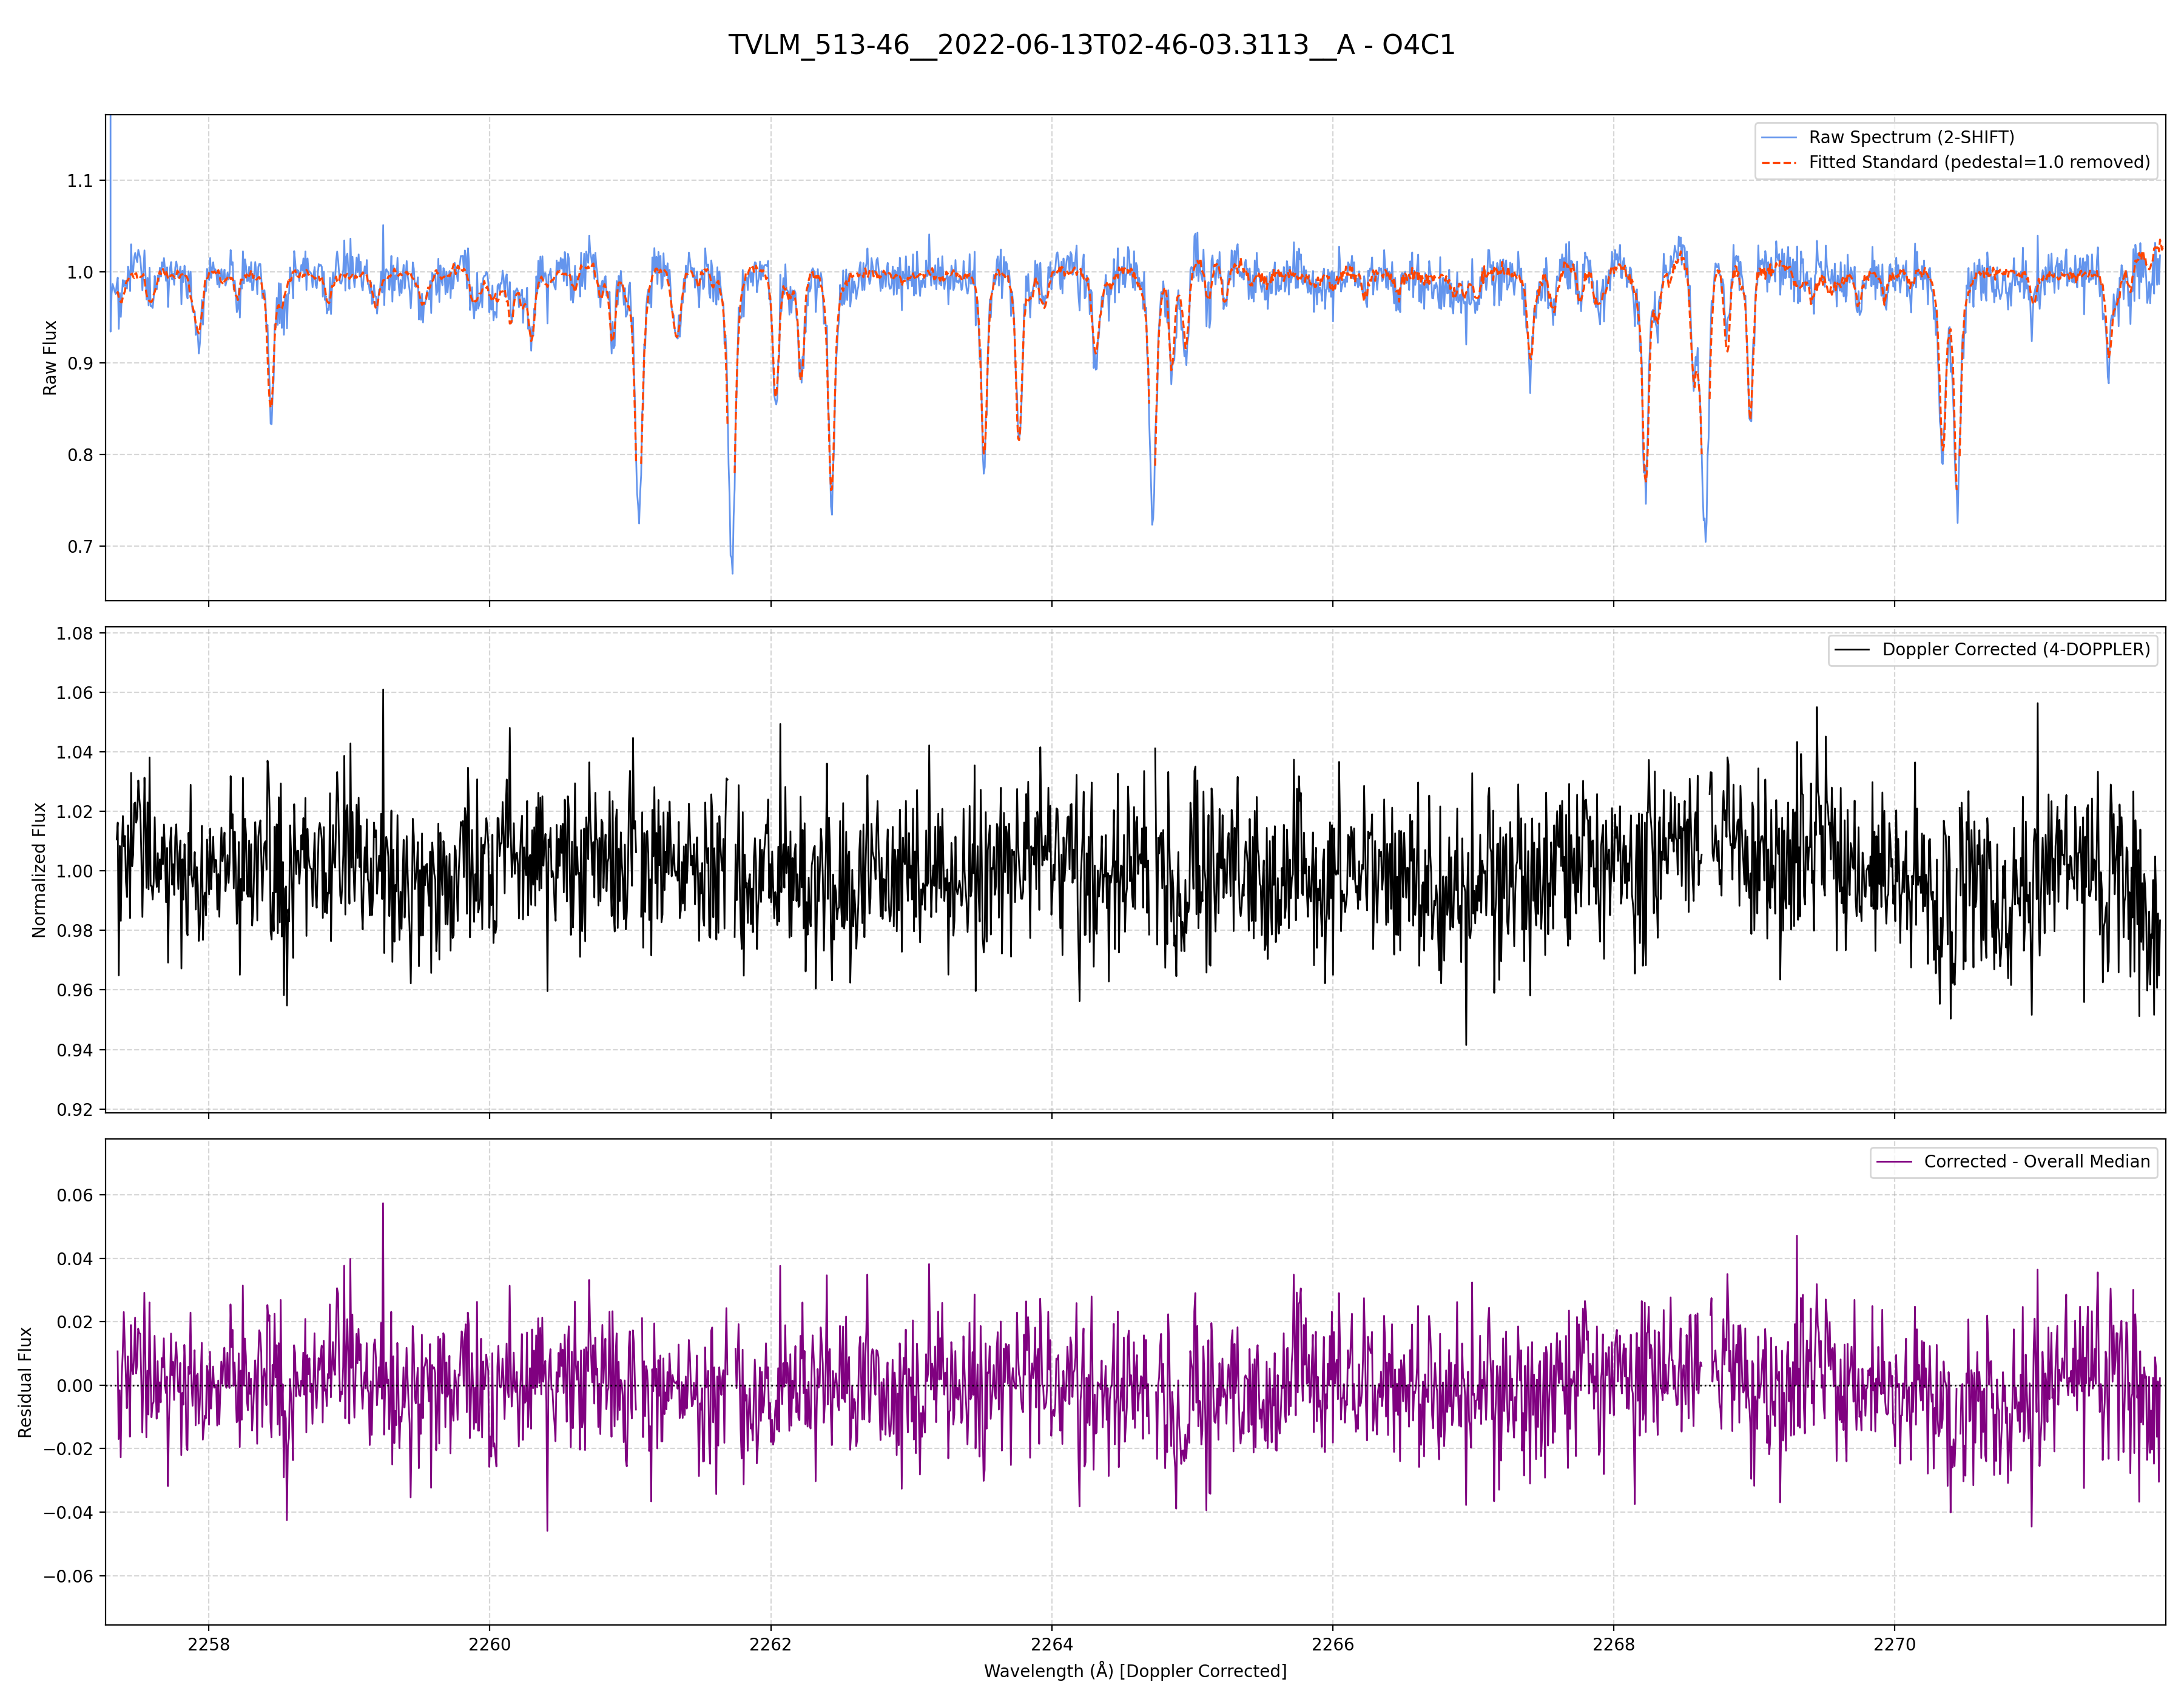 TVLM_513-46__2022-06-13T02-46-03.3113__A - O4C1
Raw Spectrum (2-SHIFT)
Fitted Standard (pedestal=1.0 removed)
1.1
1.0
0.9
0.8
0.7
Raw Flux
Doppler Corrected (4-DOPPLER)
1.08
1.06
1.04
1.02
1.00
0.98
0.96
0.94
0.92
Normalized Flux
Corrected - Overall Median
0.06
0.04
0.02
0.00
−0.02
−0.04
−0.06
Residual Flux
2258 2260 2262 2264 2266 2268 2270
Wavelength (Å) [Doppler Corrected]